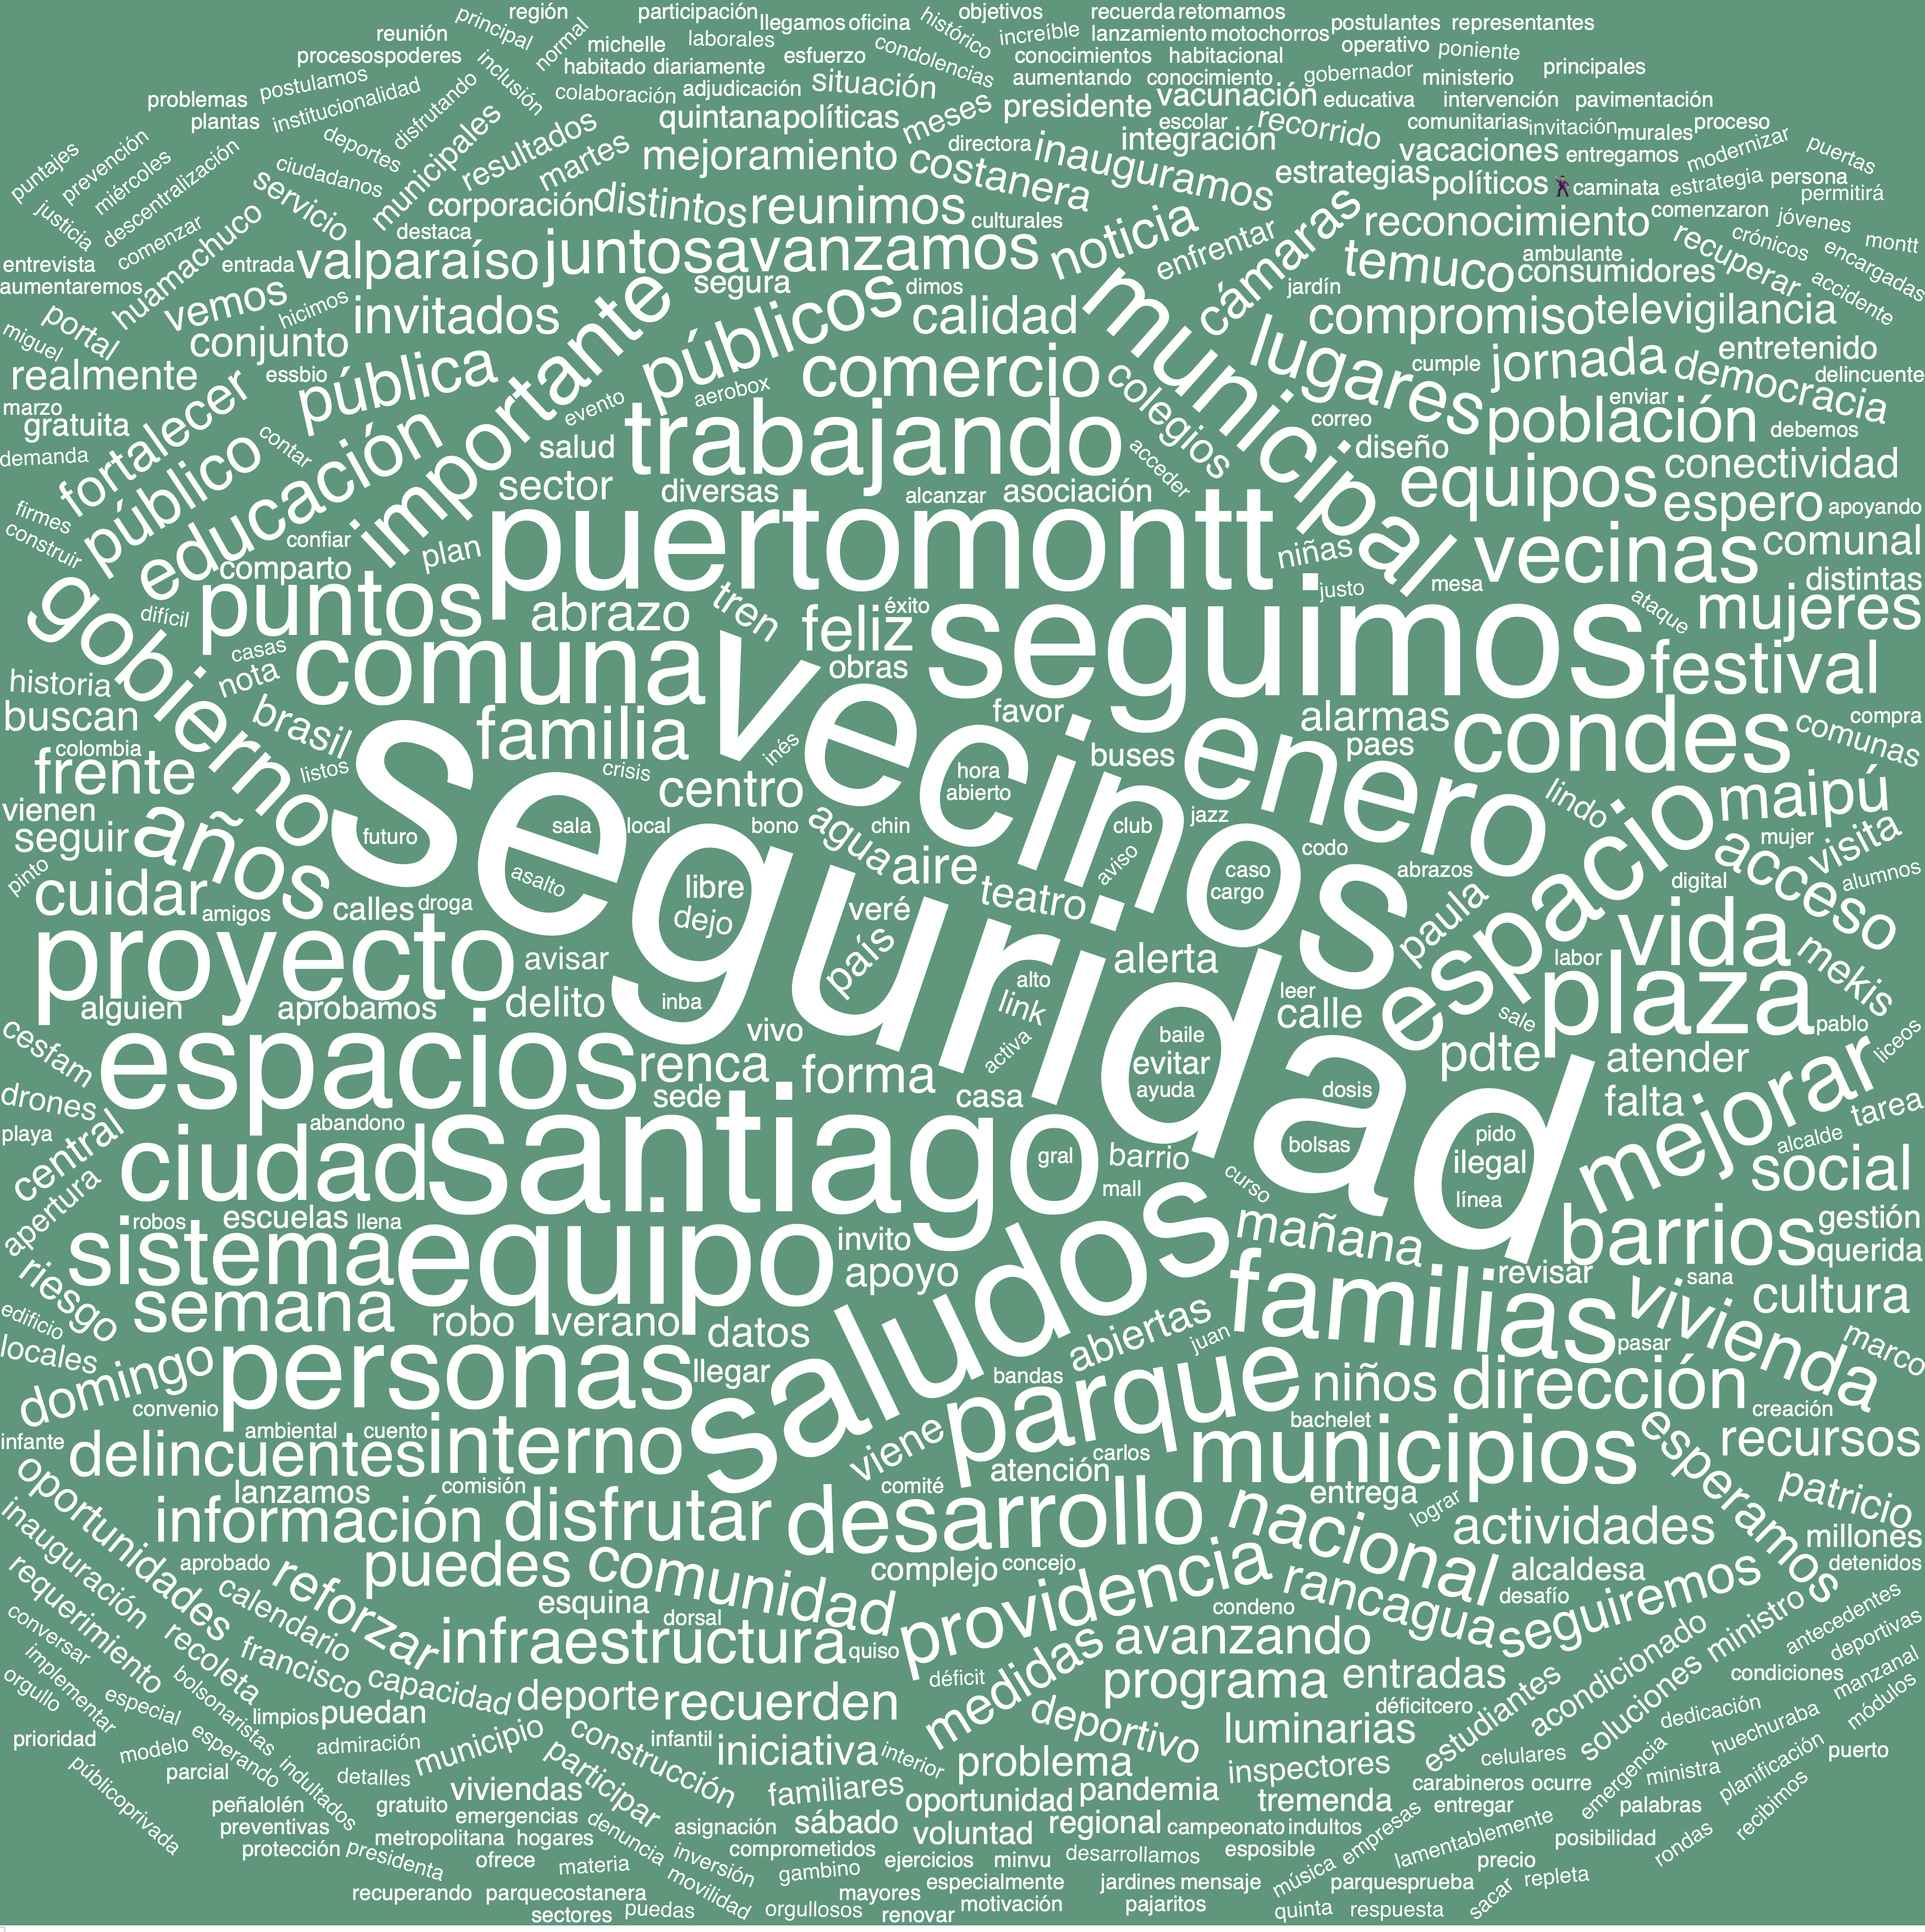 región participación objetivos recuerda retomamos
principal llegamos oficina histórico postulantes representantes
reunión normal michelle laborales increíble lanzamiento motochorros operativo poniente
procesos poderes inclusión habitado diariamente esfuerzo condolencias conocimientos habitacional
problemas postulamos disfrutando colaboración adjudicación situación aumentando conocimiento gobernador ministerio principales
plantas institucionalidad municipales quintana políticas meses presidente vacunación educativa intervención pavimentación
puntajes prevención deportes resultados martes directora escolar integración recorrido comunitarias invitación murales proceso
miércoles descentralización ciudadanos mejoramiento costanera inauguramos estrategias vacaciones entregamos modernizar puertas
justicia servicio corporación distintos reunimos culturales políticos caminata estrategia persona permitirá
comenzar destaca noticia enfrentar cámaras reconocimiento comenzaron jóvenes montt
entrevista huamachuco entrada valparaíso juntos avanzamos temuco ambulante recuperar crónicos encargadas
aumentaremos vemos hicimos segura dimos jardín consumidores accidente
miguel portal conjunto invitados importante públicos calidad municipal compromiso televigilancia
realmente essbio pública evento aerobox comercio colegios lugares cumple jornada democracia entretenido delincuente
marzo gratuita fortalecer contar educación trabajando correo población enviar debemos
demanda público salud acceder diseño equipos conectividad
firmes construir confiar sector diversas alcanzar asociación espero apoyando
comparto plan puertomontt niñas vecinas comunal
gobierno difícil puntos abrazo tren feliz éxito justo mesa ataque distintas mujeres
casas comuna obras seguimos festival
historia nota vecinos favor alarmas condes compra comunas
buscan brasil familia inés buses enero paes
colombia frente listos crisis centro hora abierto lindo maipú
vienen seguir años futuro seguridad sala local bono agua chin club jazz codo espacio mujer visita
pinto cuidar amigos calles droga asalto libre dejo aire aviso caso cargo abrazos digital acceso alumnos
veré teatro paula vida
proyecto avisar país alerta labor mekis
alguien aprobamos delito inba alto link leer calle sale plaza pablo liceos
cesfam espacios vivo activa baile evitar pdte atender
drones renca forma ayuda dosis falta mejorar tarea
playa central abandono sede casa bolsas pido alcalde
ciudad santiago gral barrio ilegal social
apertura robos escuelas llena mall curso línea barrios gestión
sistema equipo invito saludos mañana querida
riesgo semana apoyo familias revisar sana vivienda cultura
edificio locales robo verano datos abiertas juan pasar marco
domingo personas llegar bandas parque niños dirección
convenio ambiental cuento bachelet creación
infante delincuentes interno viene carlos municipios esperamos recursos
oportunidades lanzamos comisión atención comité entrega lograr patricio
inauguración información disfrutar desarrollo nacional actividades millones
requerimiento aprobado reforzar puedes comunidad complejo concejo providencia rancagua alcaldesa detenidos
conversar calendario esquina dorsal condeno desafío seguiremos antecedentes
implementar recoleta francisco infraestructura quiso medidas avanzando ministro deportivas
orgullo bolsonaristas capacidad deporte recuerden déficit programa entradas acondicionado condiciones manzanal
especial limpios puedan déficitcero estudiantes soluciones dedicación módulos
prioridad modelo esperando admiración municipio construcción infantil deportivo luminarias huechuraba
parcial indultados detalles participar iniciativa interior problema inspectores celulares ministra planificación puerto
públicoprivada peñalolén gratuito viviendas familiares oportunidad pandemia tremenda carabineros ocurre emergencia
preventivas emergencias denuncia asignación sábado voluntad regional campeonato indultos entregar palabras recibimos
protección presidenta metropolitana hogares inversión comprometidos desarrollamos esposible empresas lamentablemente posibilidad
ofrece materia movilidad gambino ejercicios minvu música precio rondas
recuperando parquecostanera mayores especialmente jardines mensaje parques prueba sacar repleta
sectores puedas orgullosos renovar motivación pajaritos quinta respuesta